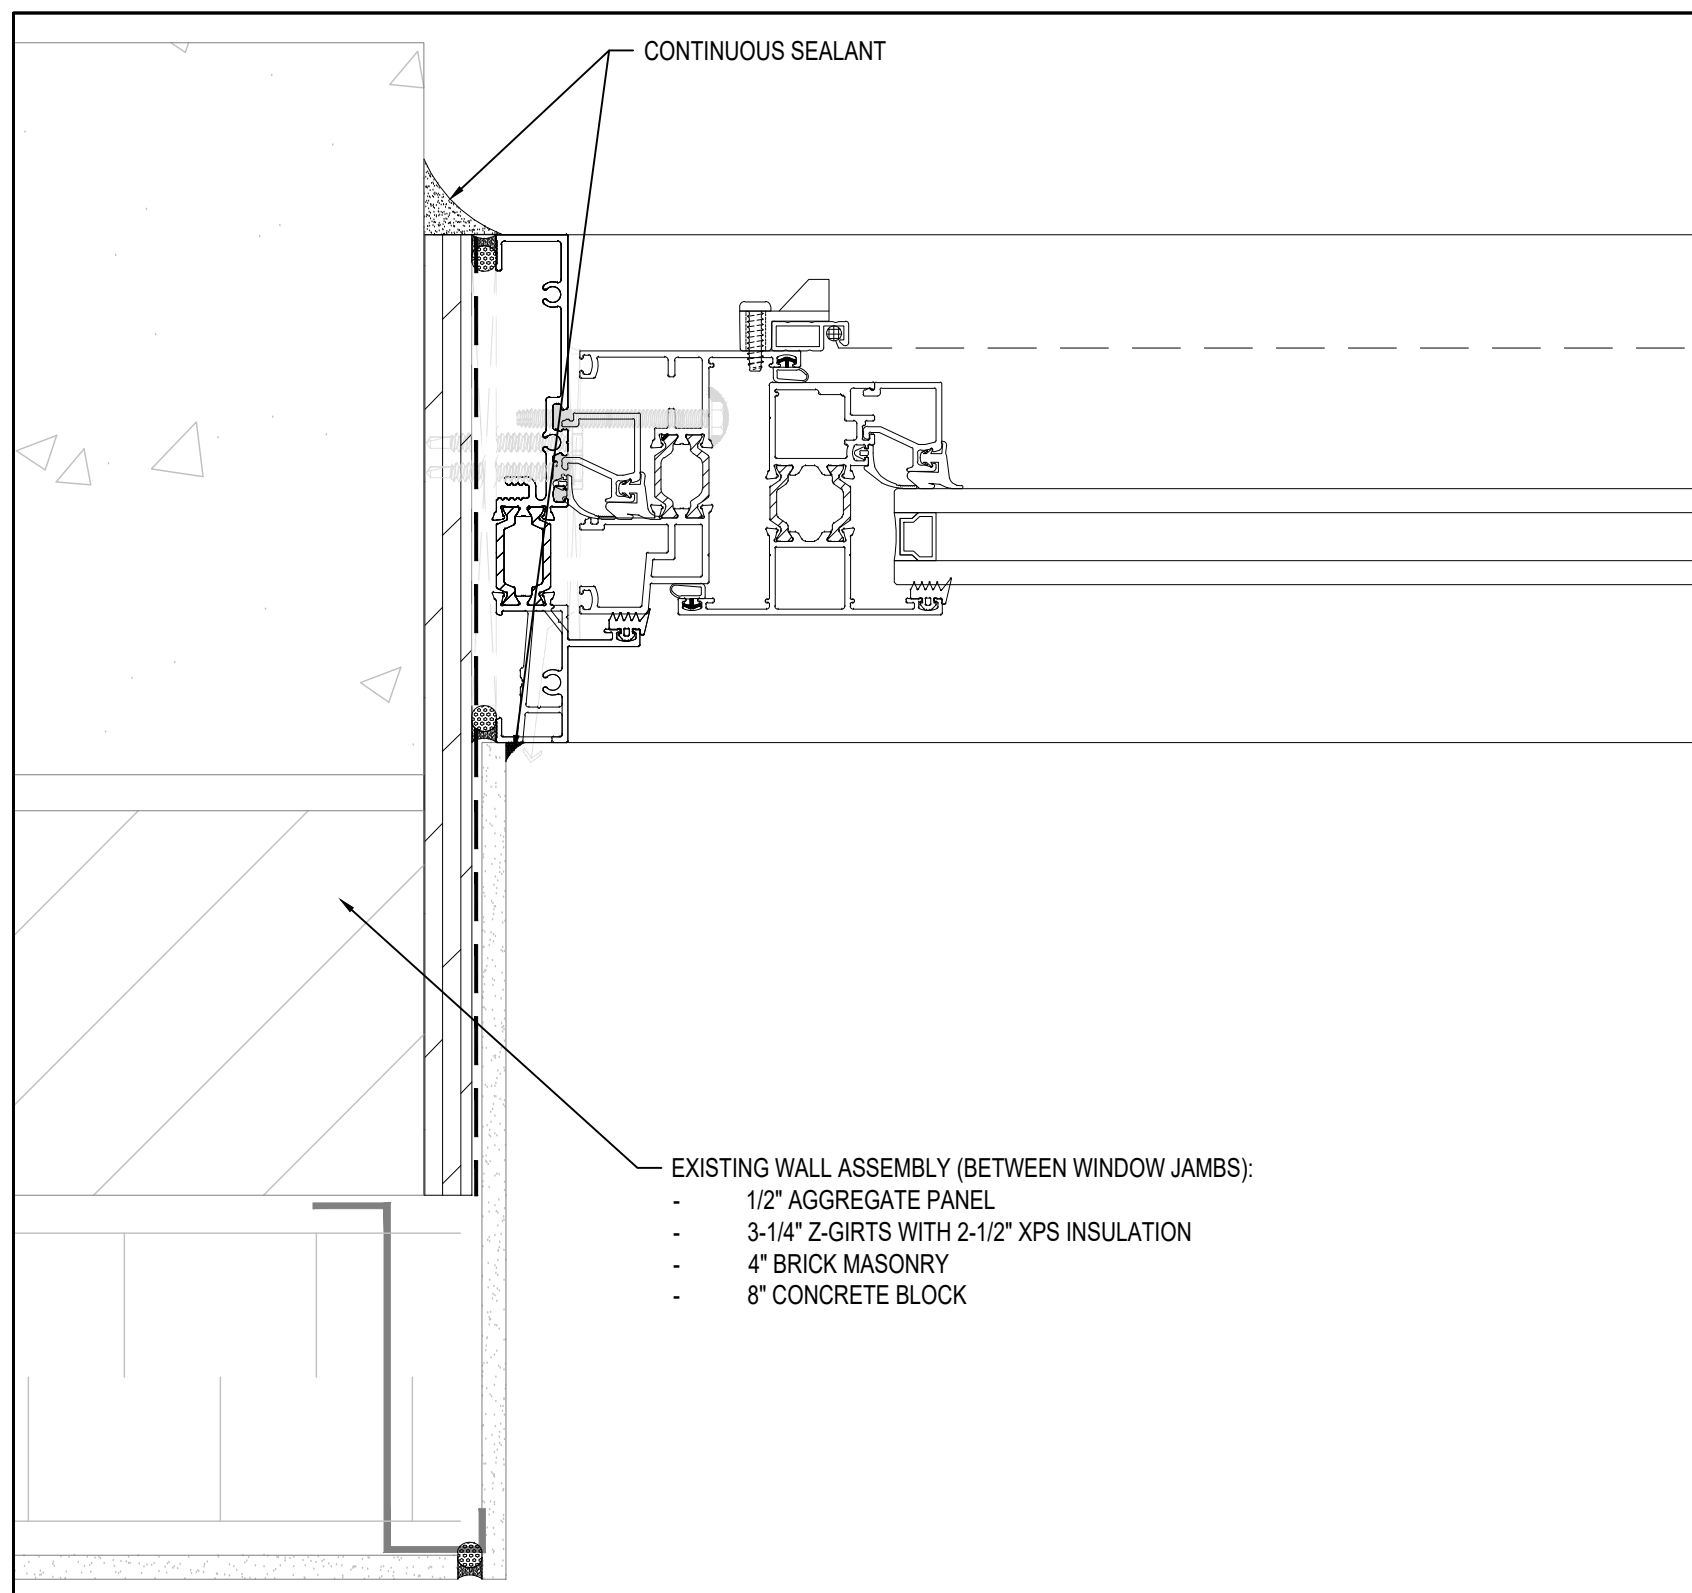 CONTINUOUS SEALANT
EXISTING WALL ASSEMBLY (BETWEEN WINDOW JAMBS):
- 1/2" AGGREGATE PANEL
- 3-1/4" Z-GIRTS WITH 2-1/2" XPS INSULATION
- 4" BRICK MASONRY
- 8" CONCRETE BLOCK